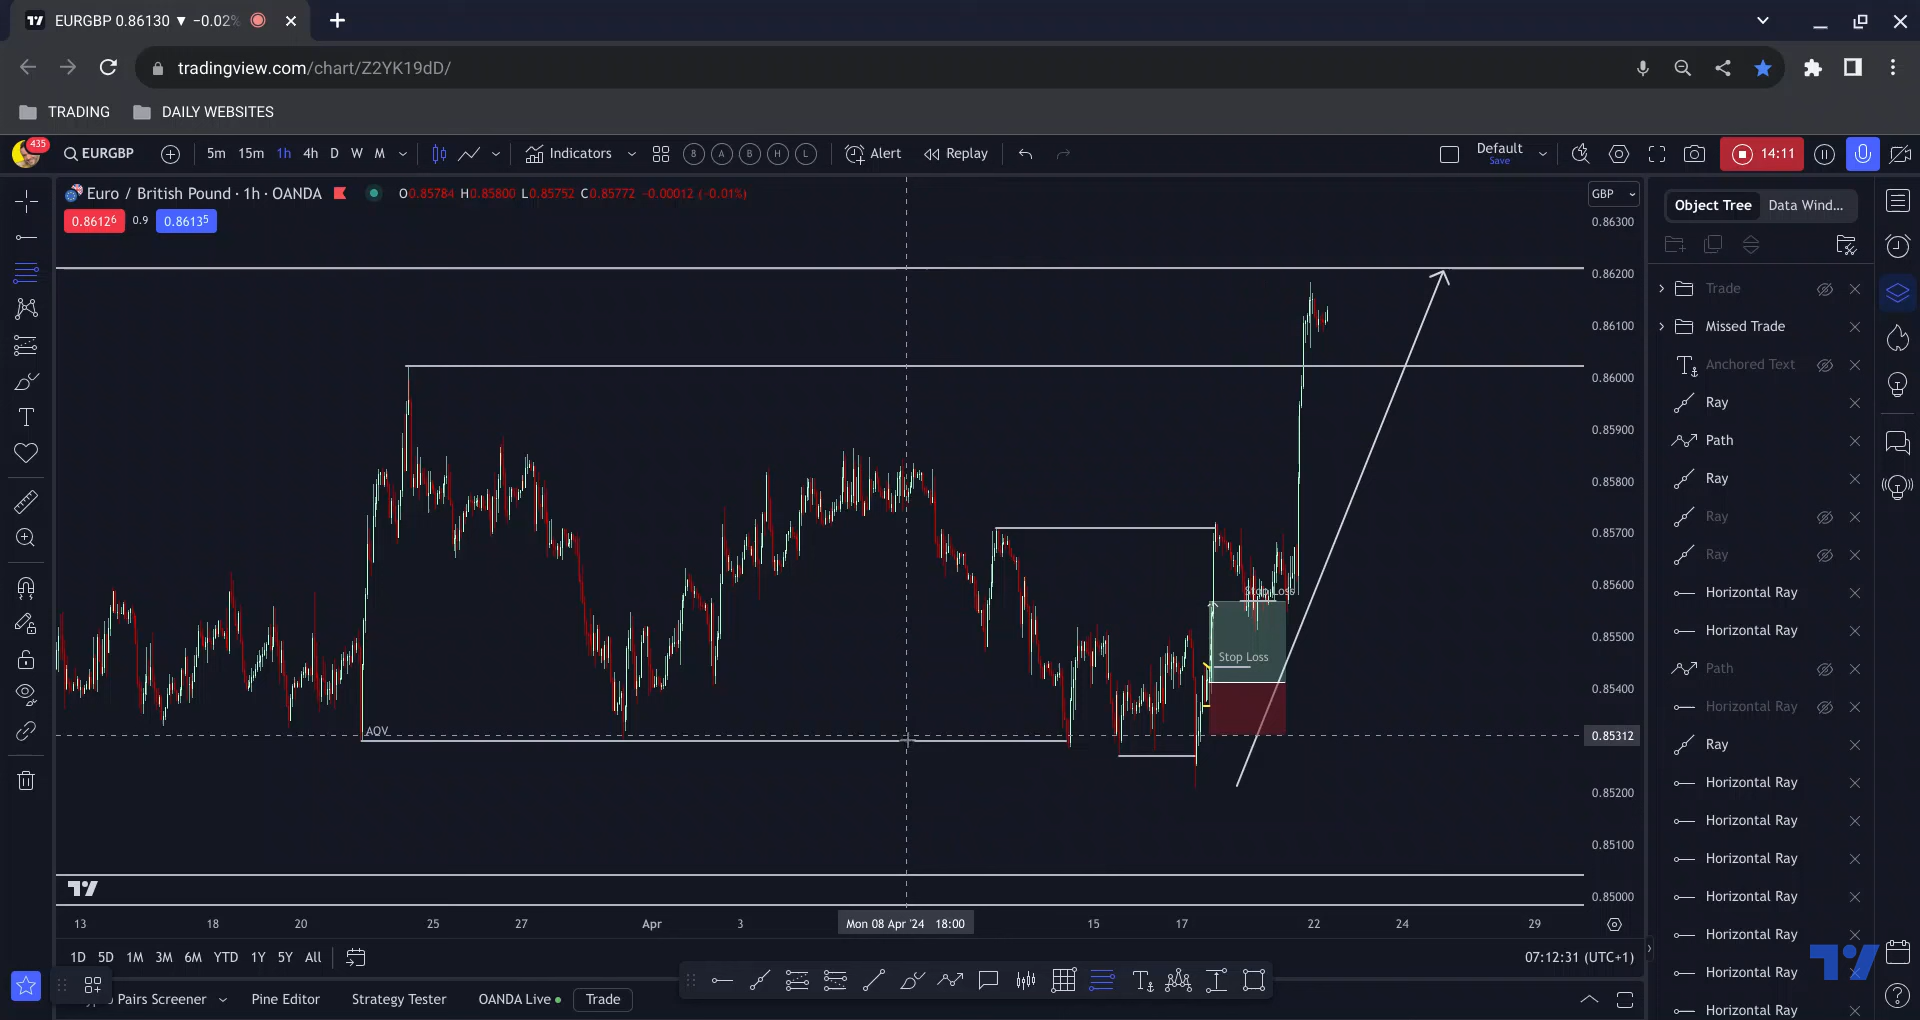 EURGBP 0.86130 ▼ −0.02%
tradingview.com/chart/Z2YK19dD/
TRADING DAILY WEBSITES
435 EURGBP 5m 15m 1h 4h D W M Indicators 8 A B H L Alert Replay Default Save 14:11
Euro / British Pound · 1h · OANDA O0.85784 H0.85800 L0.85752 C0.85772 −0.00012 (−0.01%) GBP
0.86126 0.9 0.86135
0.86300
0.86200
0.86100
0.86000
0.85900
0.85800
0.85700
0.85600
0.85500
0.85400
0.85312
0.85200
0.85100
0.85000
Stop Loss
Stop Loss
AOV
13 18 20 25 27 Apr 3 Mon 08 Apr '24 18:00 15 17 22 24 29
1D 5D 1M 3M 6M YTD 1Y 5Y All 07:12:31 (UTC+1)
Pairs Screener Pine Editor Strategy Tester OANDA Live Trade
Object Tree Data Wind...
Trade
Missed Trade
Anchored Text
Ray
Path
Ray
Ray
Ray
Horizontal Ray
Horizontal Ray
Path
Horizontal Ray
Ray
Horizontal Ray
Horizontal Ray
Horizontal Ray
Horizontal Ray
Horizontal Ray
Horizontal Ray
Horizontal Ray